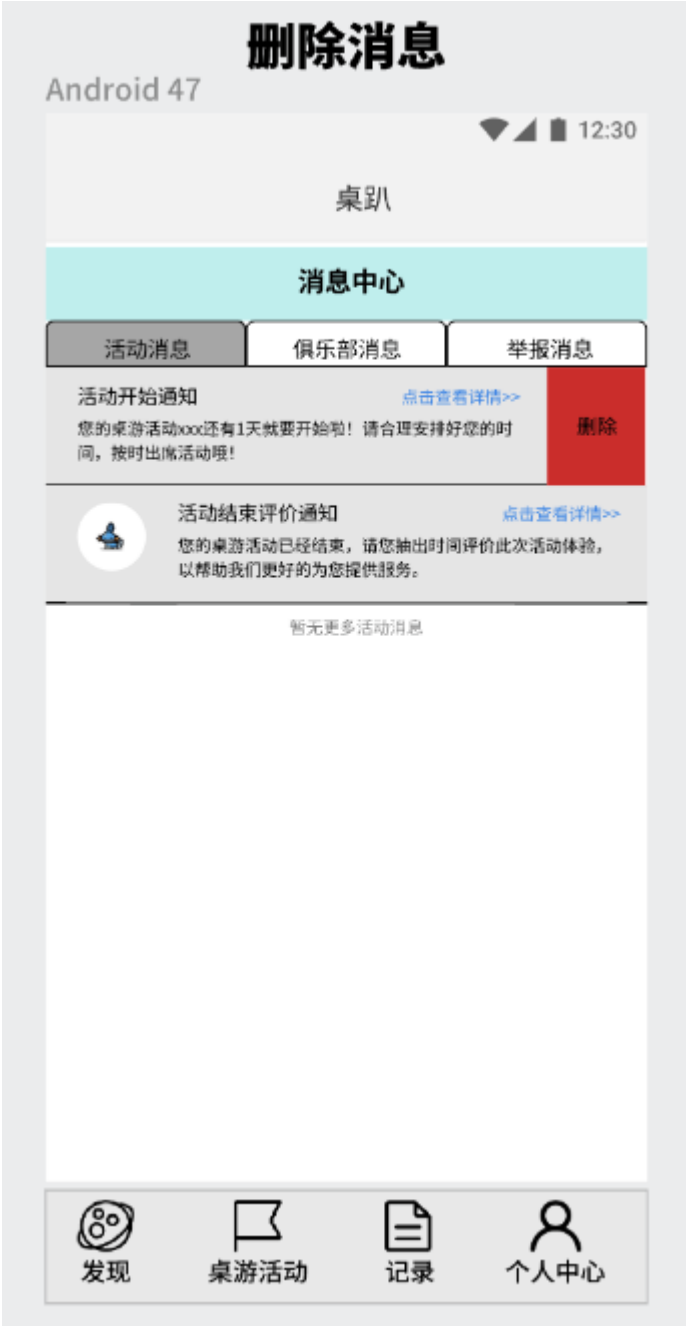 删除消息
Android 47
12:30
桌趴
消息中心
活动消息 俱乐部消息 举报消息
活动开始通知 点击查看详情>>
您的桌游活动xxx还有1天就要开始啦！请合理安排好您的时
间，按时出席活动哦！
删除
活动结束评价通知 点击查看详情>>
您的桌游活动已经结束，请您抽出时间评价此次活动体验，
以帮助我们更好的为您提供服务。
暂无更多活动消息
发现 桌游活动 记录 个人中心